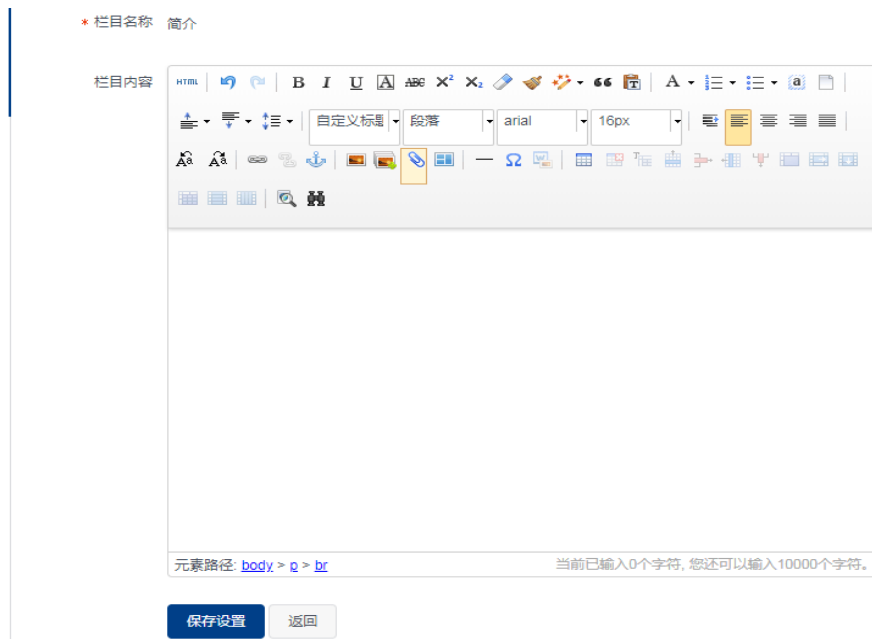 * 栏目名称 简介
栏目内容
HTML B I U A ABC X² X₂ A a
自定义标题 段落 arial 16px
Aa Aa Ω W T
元素路径: body > p > br 当前已输入0个字符, 您还可以输入10000个字符。
保存设置 返回